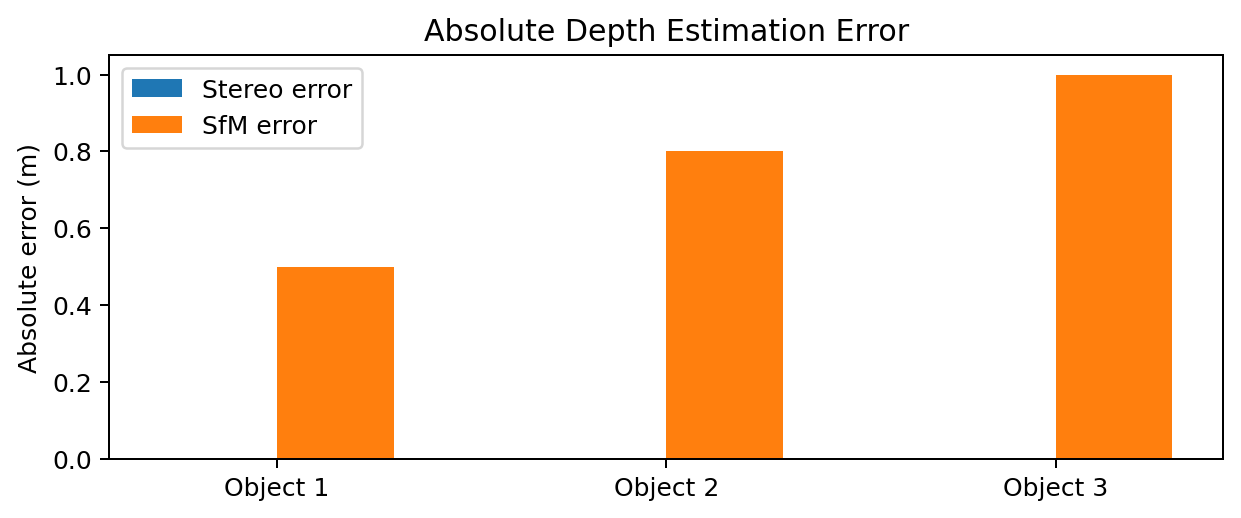 Absolute Depth Estimation Error
Stereo error
SfM error
Absolute error (m)
1.0
0.8
0.6
0.4
0.2
0.0
Object 1
Object 2
Object 3